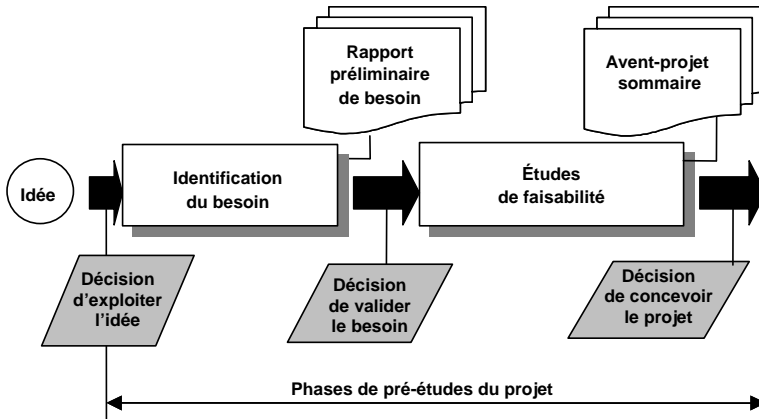 Rapport
préliminaire
de besoin
Avent-projet
sommaire
Idée
Identification
du besoin
Études
de faisabilité
Décision
d'exploiter
l'idée
Décision
de valider
le besoin
Décision
de concevoir
le projet
Phases de pré-études du projet